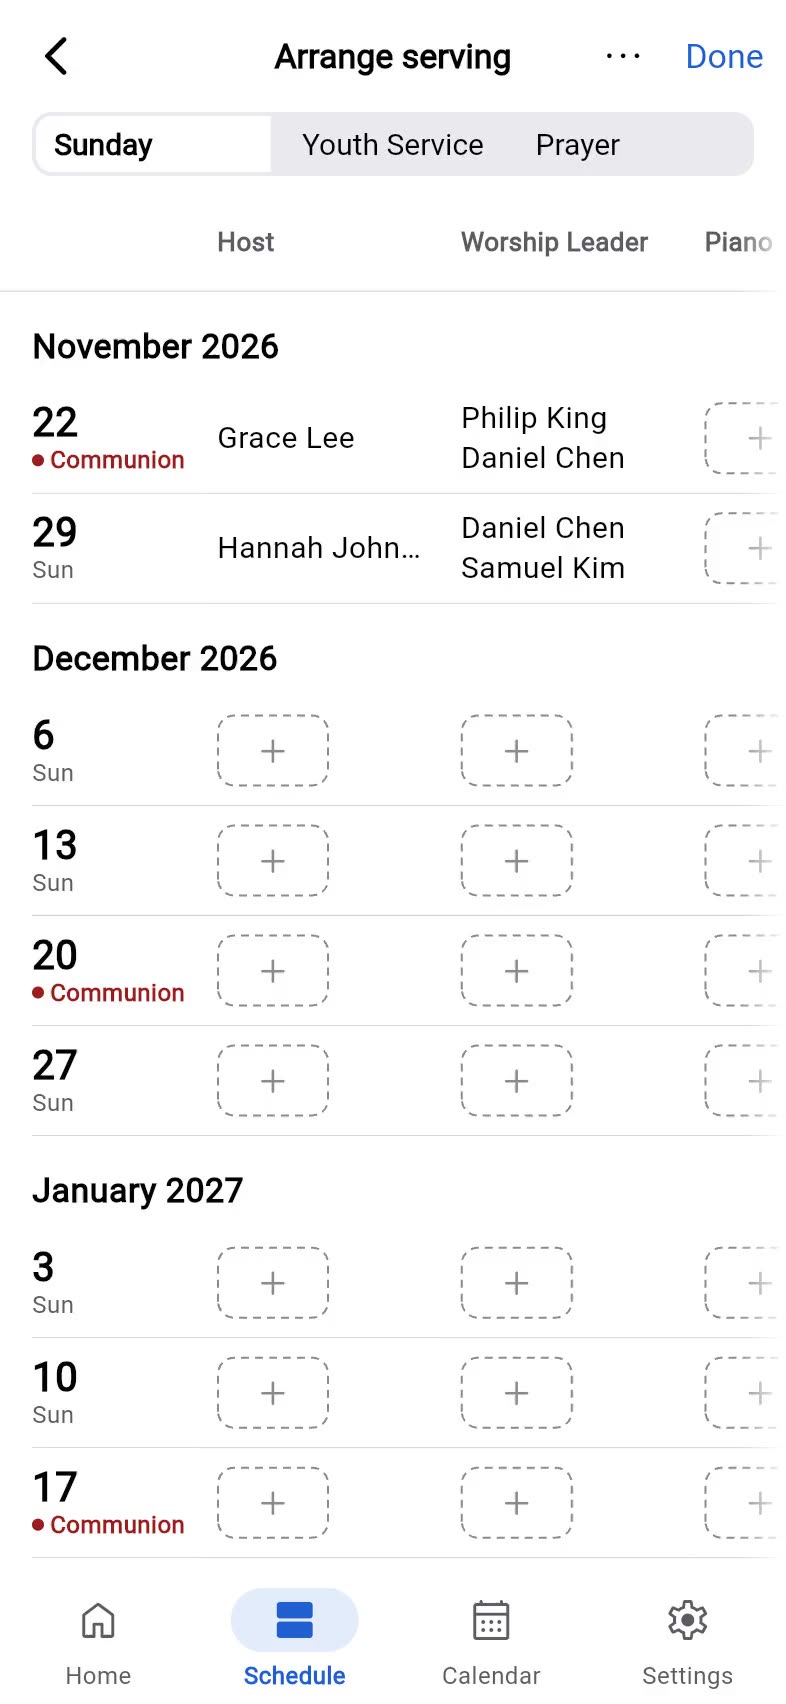 Arrange serving
... Done
Sunday Youth Service Prayer
Host Worship Leader Piano
November 2026
22
Communion
Grace Lee
Philip King
Daniel Chen
+
29
Sun
Hannah John...
Daniel Chen
Samuel Kim
+
December 2026
6
Sun
+ + +
13
Sun
+ + +
20
Communion
+ + +
27
Sun
+ + +
January 2027
3
Sun
+ + +
10
Sun
+ + +
17
Communion
+ + +
Home Schedule Calendar Settings